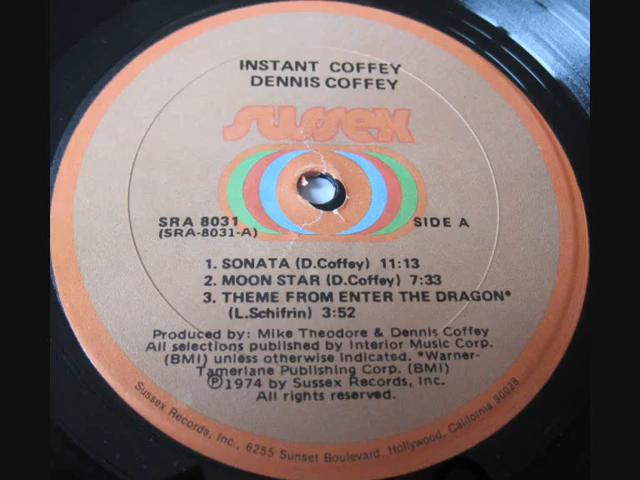 INSTANT COFFEY
DENNIS COFFEY
sussex
SRA 8031
(SRA-8031-A)
SIDE A
1. SONATA (D.Coffey) 11:13
2. MOON STAR (D.Coffey) 7:33
3. THEME FROM ENTER THE DRAGON*
(L.Schifrin) 3:52
Produced by: Mike Theodore & Dennis Coffey
All selections published by Interior Music Corp.
(BMI) unless otherwise indicated. *Warner-
Tamerlane Publishing Corp. (BMI)
Ⓟ1974 by Sussex Records, Inc.
All rights reserved.
Sussex Records, Inc., 6255 Sunset Boulevard, Hollywood, California 90028